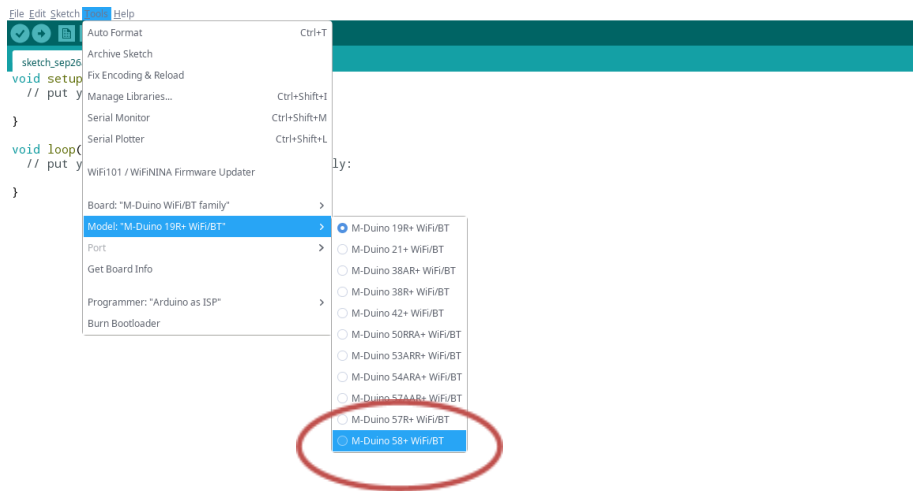 File Edit Sketch Tools Help
sketch_sep26
void setup
// put y
}
void loop(
// put y ly:
}
Auto Format Ctrl+T
Archive Sketch
Fix Encoding & Reload
Manage Libraries... Ctrl+Shift+I
Serial Monitor Ctrl+Shift+M
Serial Plotter Ctrl+Shift+L
WiFi101 / WiFiNINA Firmware Updater
Board: "M-Duino WiFi/BT family"
Model: "M-Duino 19R+ WiFi/BT"
Port
Get Board Info
Programmer: "Arduino as ISP"
Burn Bootloader
M-Duino 19R+ WiFi/BT
M-Duino 21+ WiFi/BT
M-Duino 38AR+ WiFi/BT
M-Duino 38R+ WiFi/BT
M-Duino 42+ WiFi/BT
M-Duino 50RRA+ WiFi/BT
M-Duino 53ARR+ WiFi/BT
M-Duino 54ARA+ WiFi/BT
M-Duino 57AAR+ WiFi/BT
M-Duino 57R+ WiFi/BT
M-Duino 58+ WiFi/BT